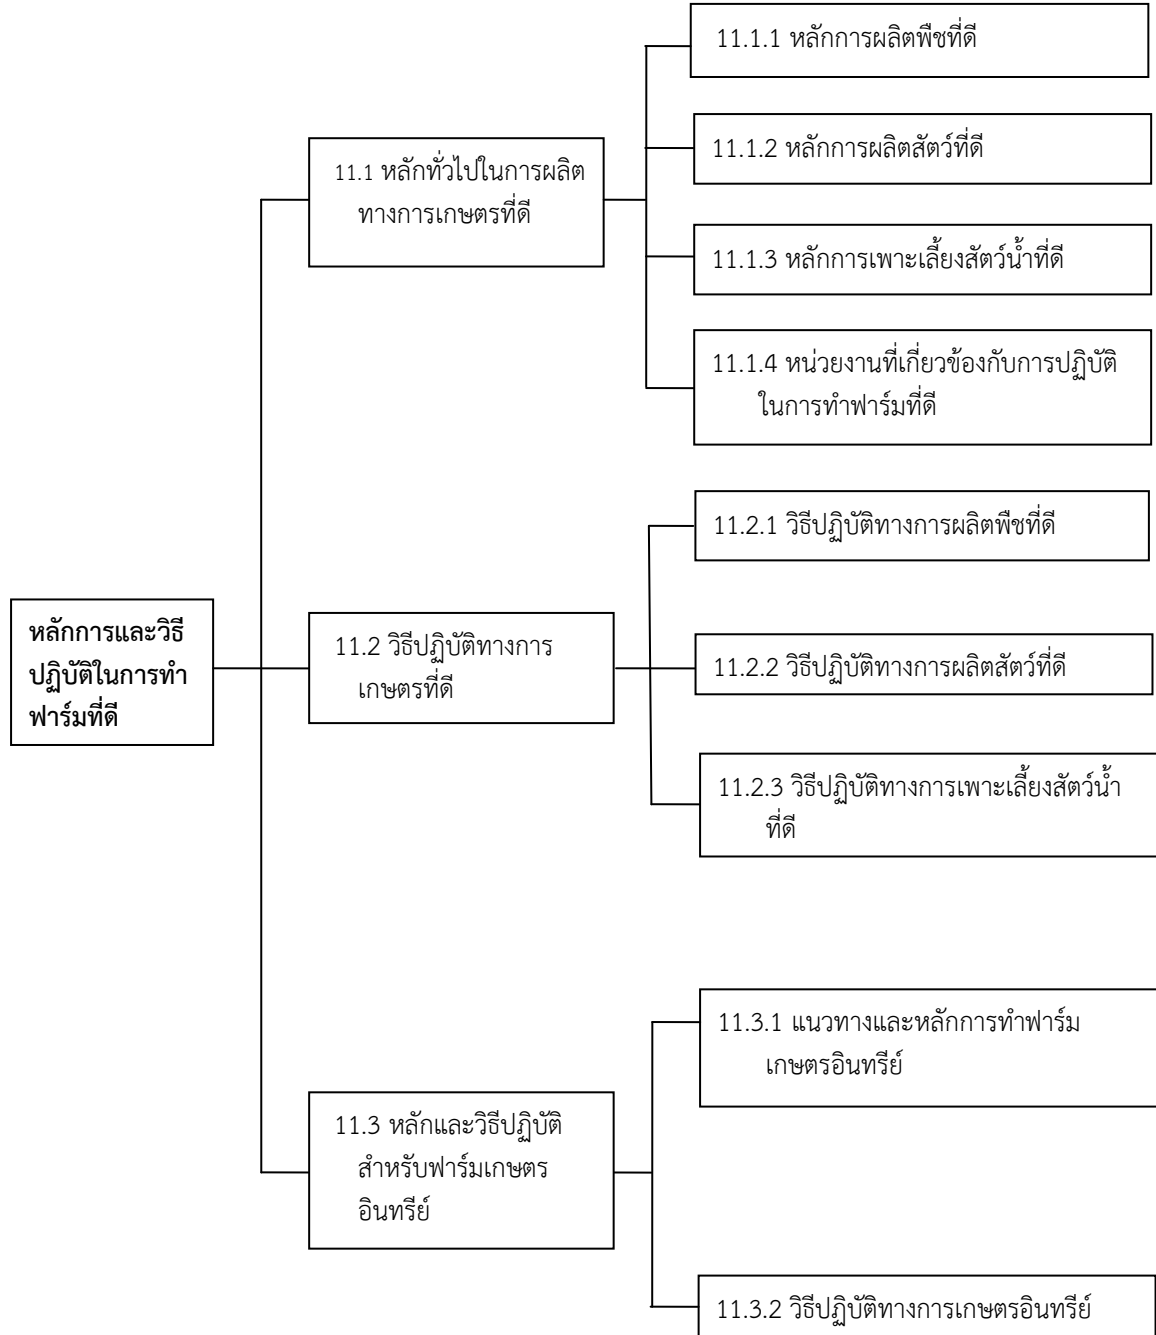 11.1.1 หลักการผลิตพืชที่ดี
11.1 หลักทั่วไปในการผลิต
ทางการเกษตรที่ดี
11.1.2 หลักการผลิตสัตว์ที่ดี
11.1.3 หลักการเพาะเลี้ยงสัตว์น้ำที่ดี
11.1.4 หน่วยงานที่เกี่ยวข้องกับการปฏิบัติ
ในการทำฟาร์มที่ดี
หลักการและวิธี
ปฏิบัติในการทำ
ฟาร์มที่ดี
11.2 วิธีปฏิบัติทางการ
เกษตรที่ดี
11.2.1 วิธีปฏิบัติทางการผลิตพืชที่ดี
11.2.2 วิธีปฏิบัติทางการผลิตสัตว์ที่ดี
11.2.3 วิธีปฏิบัติทางการเพาะเลี้ยงสัตว์น้ำ
ที่ดี
11.3 หลักและวิธีปฏิบัติ
สำหรับฟาร์มเกษตร
อินทรีย์
11.3.1 แนวทางและหลักการทำฟาร์ม
เกษตรอินทรีย์
11.3.2 วิธีปฏิบัติทางการเกษตรอินทรีย์